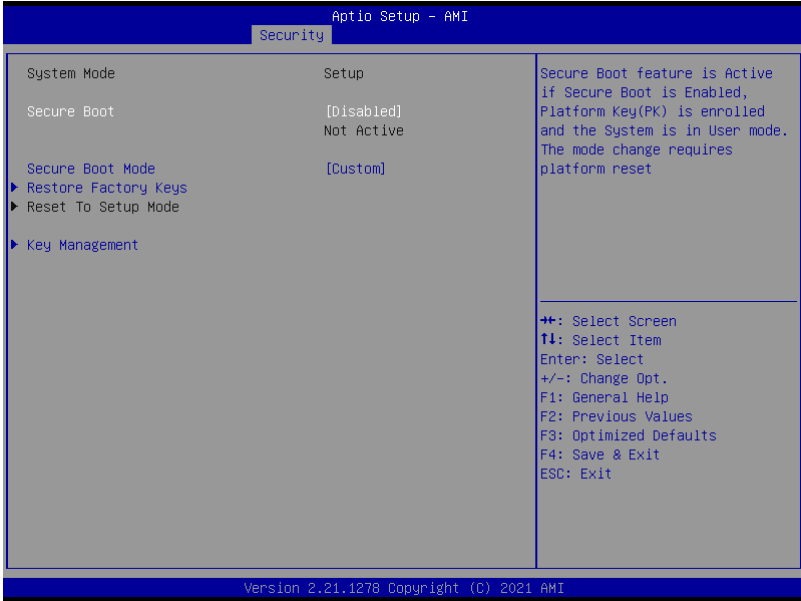 Aptio Setup – AMI
Security
System Mode Setup
Secure Boot [Disabled]
Not Active
Secure Boot Mode [Custom]
Restore Factory Keys
Reset To Setup Mode
Key Management
Secure Boot feature is Active
if Secure Boot is Enabled,
Platform Key(PK) is enrolled
and the System is in User mode.
The mode change requires
platform reset
→←: Select Screen
↑↓: Select Item
Enter: Select
+/-: Change Opt.
F1: General Help
F2: Previous Values
F3: Optimized Defaults
F4: Save & Exit
ESC: Exit
Version 2.21.1278 Copyright (C) 2021 AMI